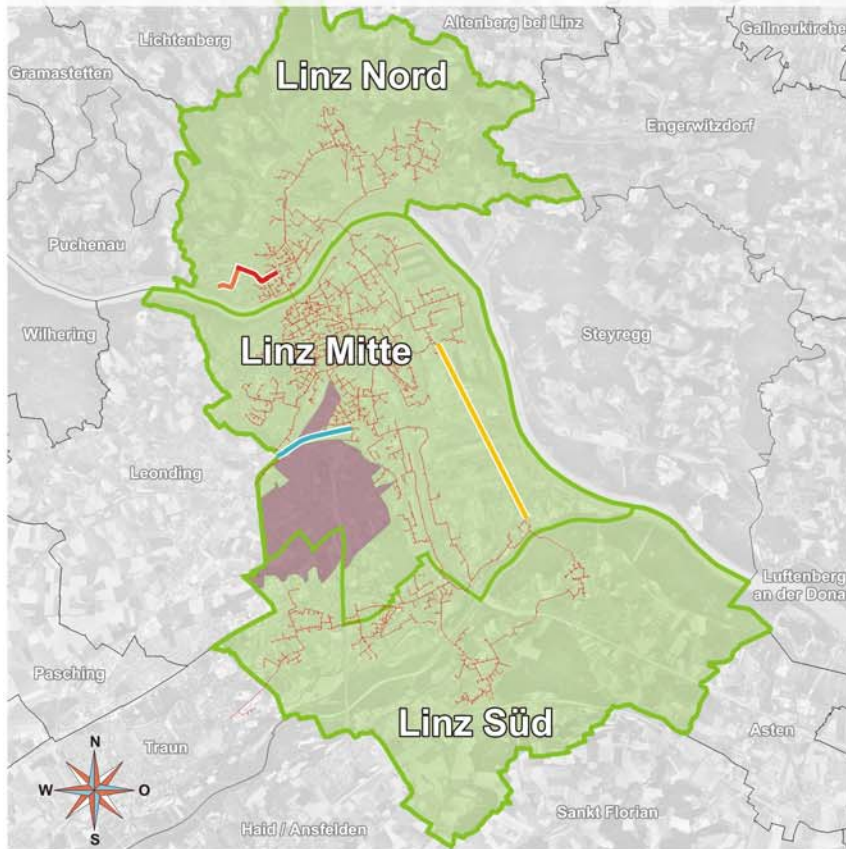 Altenberg bei Linz
Gallneukirche
Lichtenberg
Gramastetten
Linz Nord
Engerwitzdorf
Puchenau
Wilhering
Steyregg
Linz Mitte
Leonding
Luftenberg
an der Dona
Pasching
Linz Süd
Asten
Traun
N
W
O
S
Sankt Florian
Haid / Ansfelden